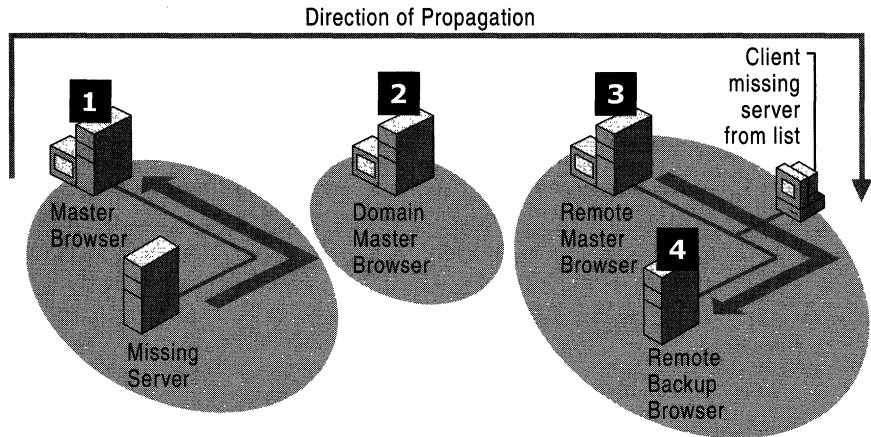 Direction of Propagation
1
2
3
Client
missing
server
from list
Master
Browser
Domain
Master
Browser
Remote
Master
Browser
4
Missing
Server
Remote
Backup
Browser